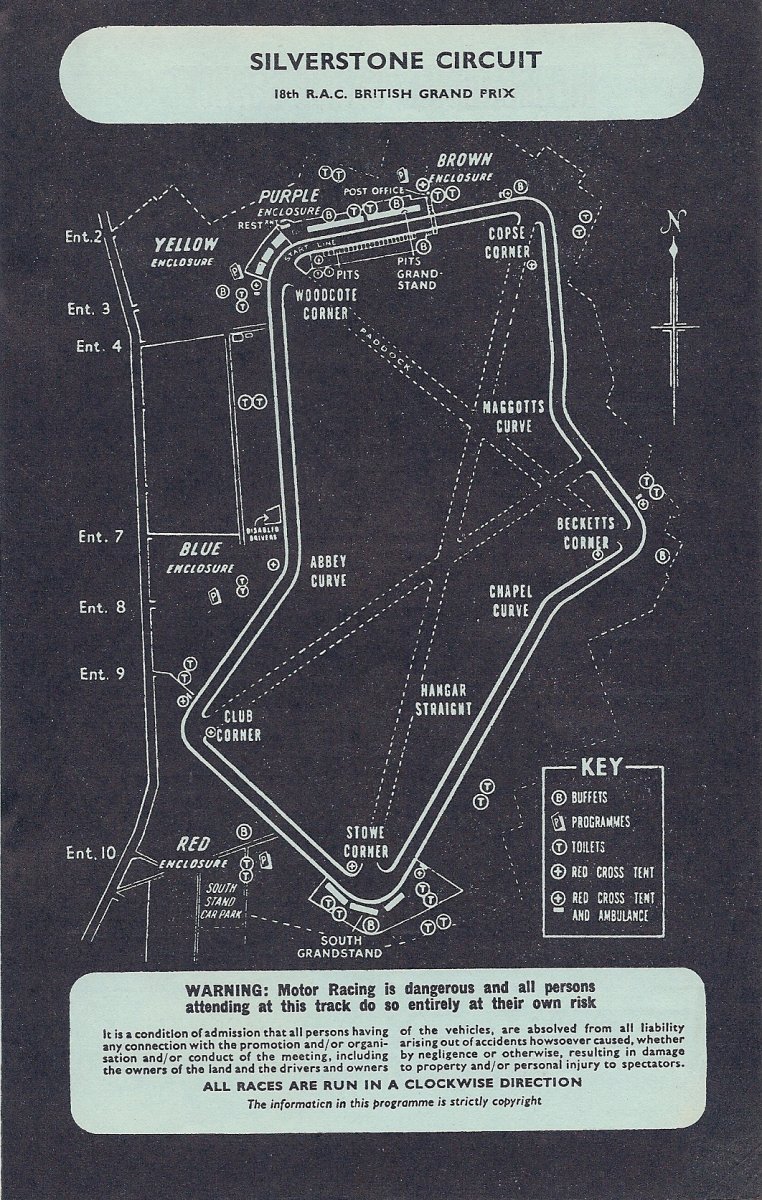 SILVERSTONE CIRCUIT
18th R.A.C. BRITISH GRAND PRIX
BROWN
ENCLOSURE
POST OFFICE
PURPLE
ENCLOSURE
RESTNT
YELLOW
ENCLOSURE
Ent.2
START LINE
PITS
PITS
GRAND-
STAND
COPSE
CORNER
N
WOODCOTE
CORNER
Ent. 3
Ent. 4
PADDOCK
MAGGOTTS
CURVE
DISABLED
DRIVERS
BECKETTS
CORNER
Ent. 7
BLUE
ENCLOSURE
ABBEY
CURVE
CHAPEL
CURVE
Ent. 8
Ent. 9
HANGAR
STRAIGHT
CLUB
CORNER
KEY
B BUFFETS
P PROGRAMMES
T TOILETS
RED CROSS TENT
RED CROSS TENT
AND AMBULANCE
STOWE
CORNER
Ent.10
RED
ENCLOSURE
SOUTH
STAND
CAR PARK
SOUTH
GRANDSTAND
WARNING: Motor Racing is dangerous and all persons
attending at this track do so entirely at their own risk
It is a condition of admission that all persons having
any connection with the promotion and/or organi-
sation and/or conduct of the meeting, including
the owners of the land and the drivers and owners
of the vehicles, are absolved from all liability
arising out of accidents howsoever caused, whether
by negligence or otherwise, resulting in damage
to property and/or personal injury to spectators.
ALL RACES ARE RUN IN A CLOCKWISE DIRECTION
The information in this programme is strictly copyright